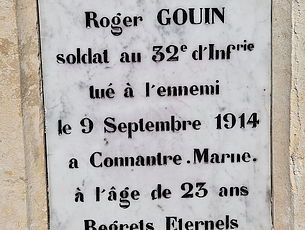 Roger GOUIN
soldat au 32e d'Infrie
tué à l'ennemi
le 9 Septembre 1914
a Connantre.Marne.
à l'âge de 23 ans
Regrets Eternels